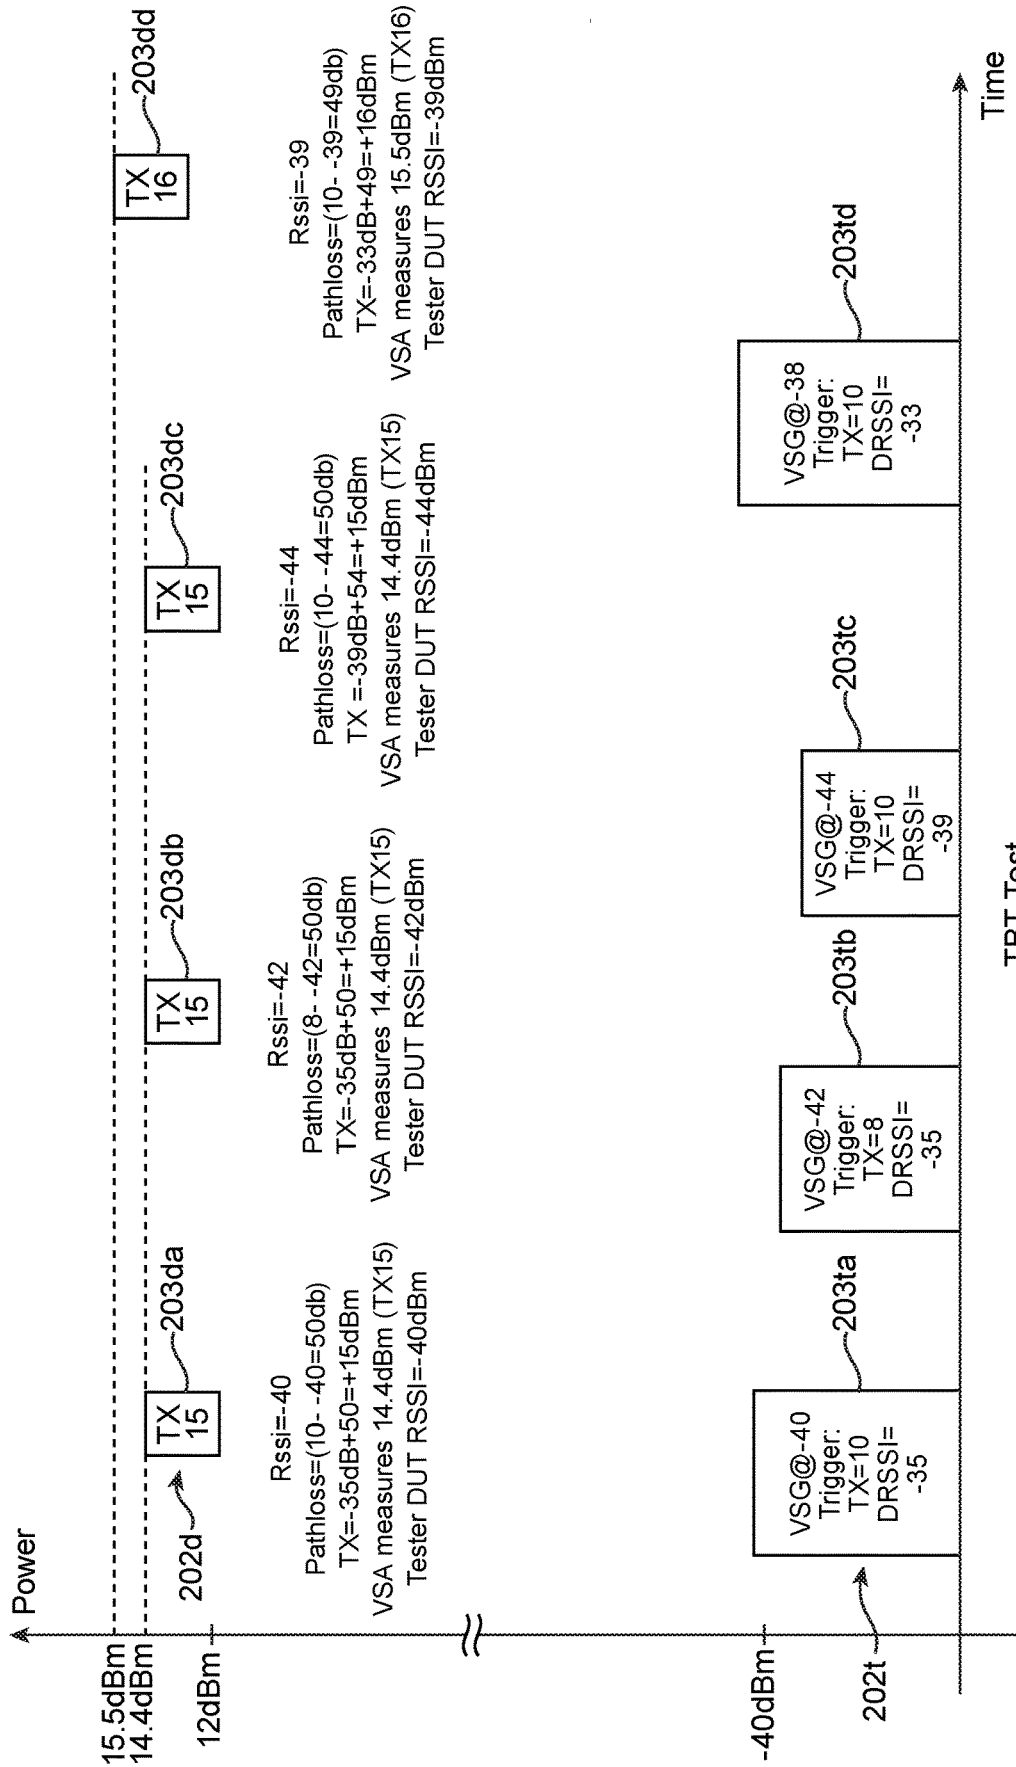 Power
15.5dBm
14.4dBm
12dBm
-40dBm
202d
202t
TX
15
203da
TX
15
203db
TX
15
203dc
TX
16
203dd
Rssi=-40
Pathloss=(10- -40=50db)
TX=-35dB+50=+15dBm
VSA measures 14.4dBm (TX15)
Tester DUT RSSI=-40dBm
Rssi=-42
Pathloss=(8- -42=50db)
TX=-35dB+50=+15dBm
VSA measures 14.4dBm (TX15)
Tester DUT RSSI=-42dBm
Rssi=-44
Pathloss=(10- -44=50db)
TX =-39dB+54=+15dBm
VSA measures 14.4dBm (TX15)
Tester DUT RSSI=-44dBm
Rssi=-39
Pathloss=(10- -39=49db)
TX=-33dB+49=+16dBm
VSA measures 15.5dBm (TX16)
Tester DUT RSSI=-39dBm
VSG@-40
Trigger:
TX=10
DRSSI=
-35
203ta
VSG@-42
Trigger:
TX=8
DRSSI=
-35
203tb
VSG@-44
Trigger:
TX=10
DRSSI=
-39
203tc
VSG@-38
Trigger:
TX=10
DRSSI=
-33
203td
Time
Test